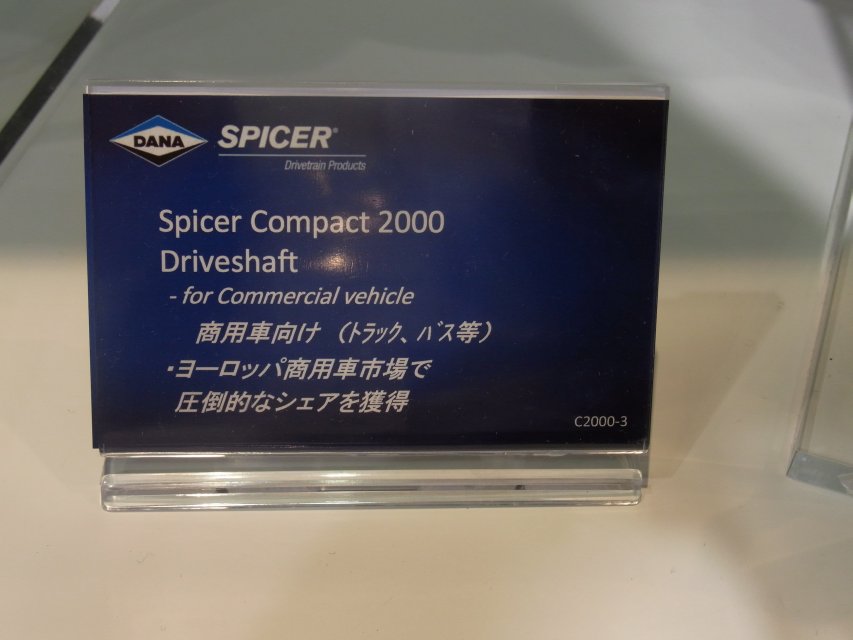 DANA SPICER®
Drivetrain Products
Spicer Compact 2000
Driveshaft
- for Commercial vehicle
商用車向け (ﾄﾗｯｸ、ﾊﾞｽ等)
・ヨーロッパ商用車市場で
圧倒的なシェアを獲得
C2000-3